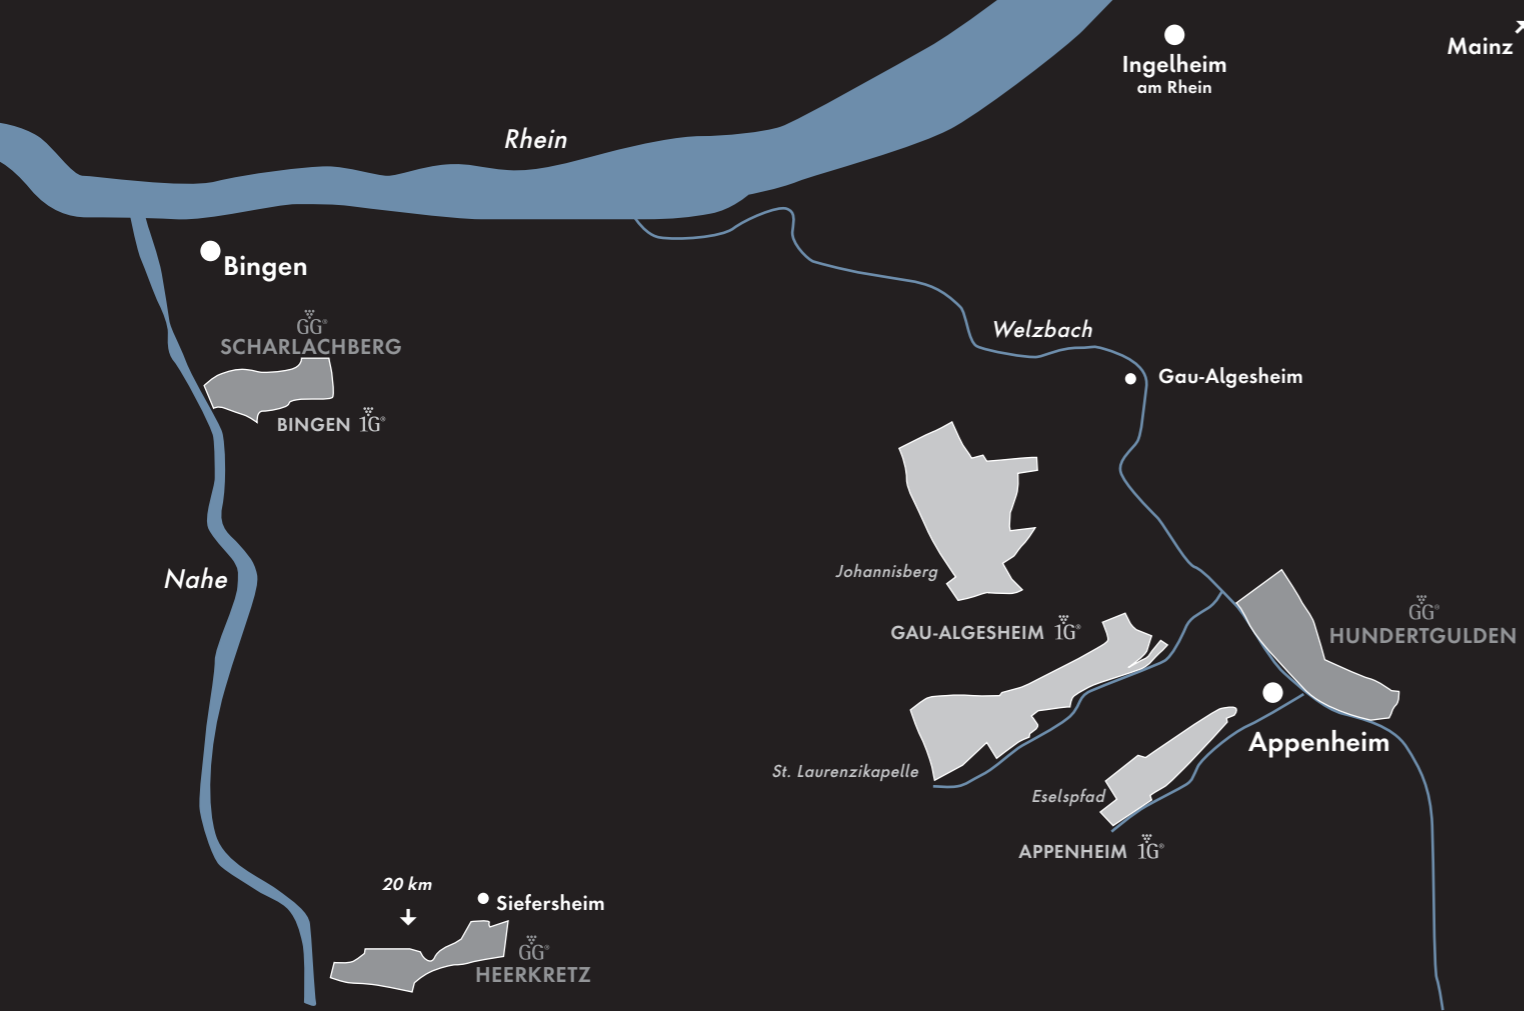 Ingelheim
am Rhein
Mainz
Rhein
Bingen
GG®
SCHARLACHBERG
BINGEN 1G®
Welzbach
Gau-Algesheim
Nahe
Johannisberg
GAU-ALGESHEIM 1G®
GG®
HUNDERTGULDEN
Appenheim
St. Laurenzikapelle
Eselspfad
APPENHEIM 1G®
20 km
Siefersheim
GG®
HEERKRETZ